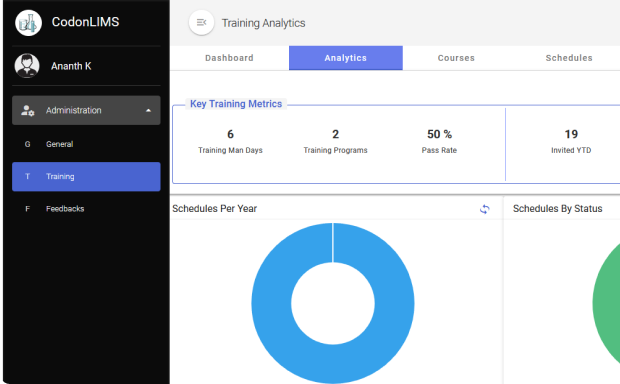 CodonLIMS
Training Analytics
Ananth K
Dashboard Analytics Courses Schedules
Key Training Metrics
6 2 50 % 19
Training Man Days Training Programs Pass Rate Invited YTD
Administration
G General
T Training
F Feedbacks
Schedules Per Year Schedules By Status